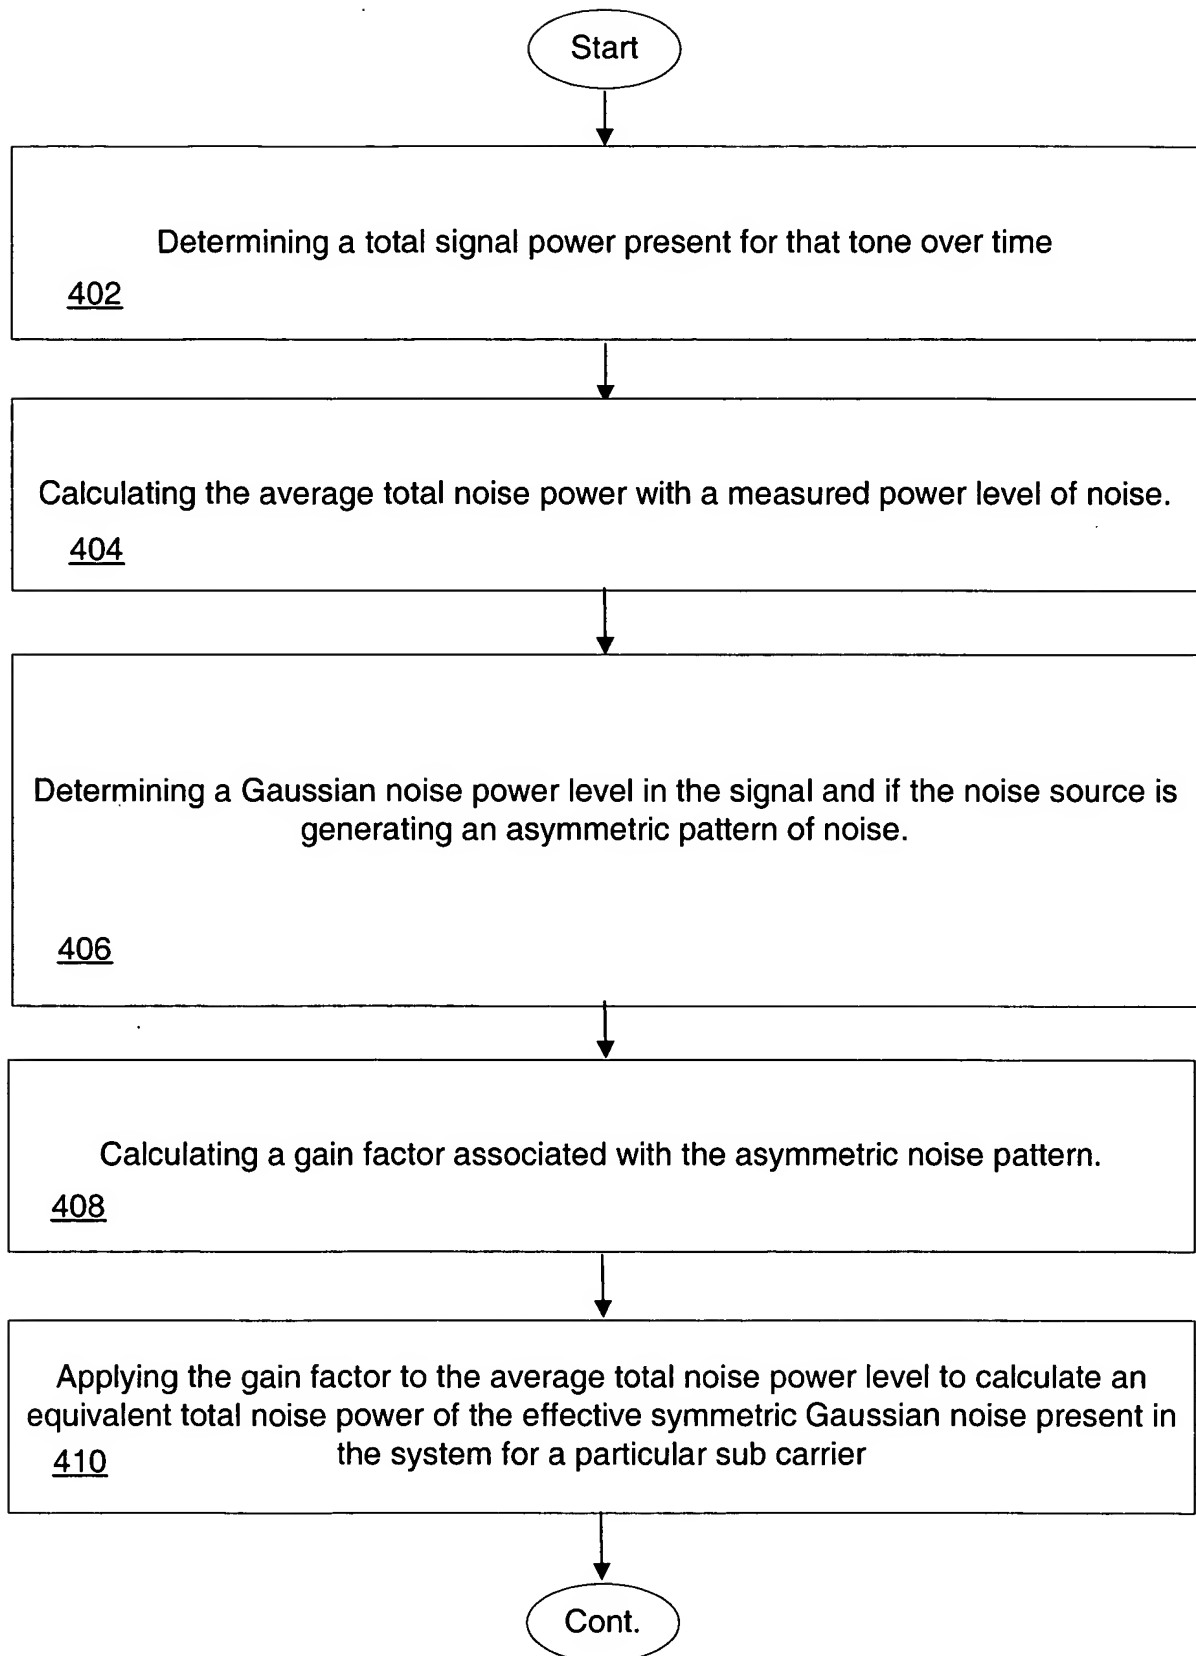 Start
Determining a total signal power present for that tone over time
402
Calculating the average total noise power with a measured power level of noise.
404
Determining a Gaussian noise power level in the signal and if the noise source is
generating an asymmetric pattern of noise.
406
Calculating a gain factor associated with the asymmetric noise pattern.
408
Applying the gain factor to the average total noise power level to calculate an
equivalent total noise power of the effective symmetric Gaussian noise present in
the system for a particular sub carrier
410
Cont.